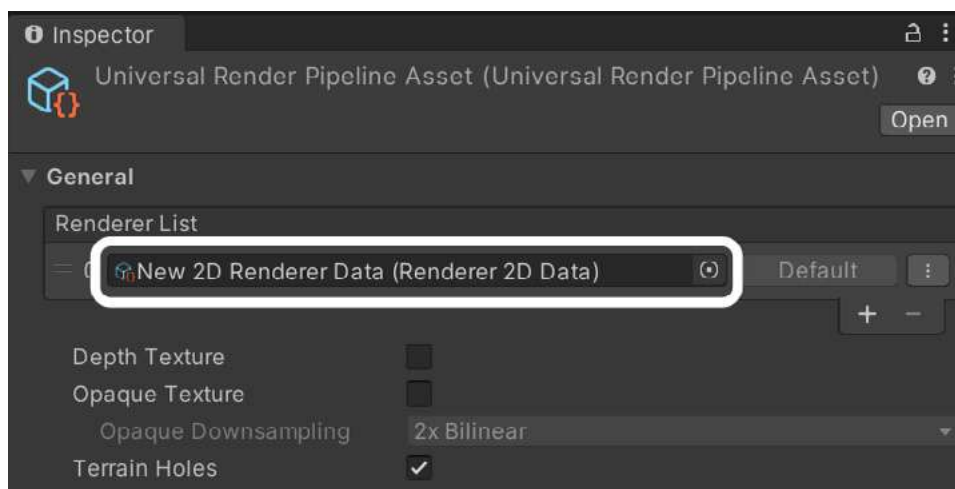 Inspector
Universal Render Pipeline Asset (Universal Render Pipeline Asset)
Open
General
Renderer List
New 2D Renderer Data (Renderer 2D Data) Default
+ −
Depth Texture
Opaque Texture
Opaque Downsampling 2x Bilinear
Terrain Holes